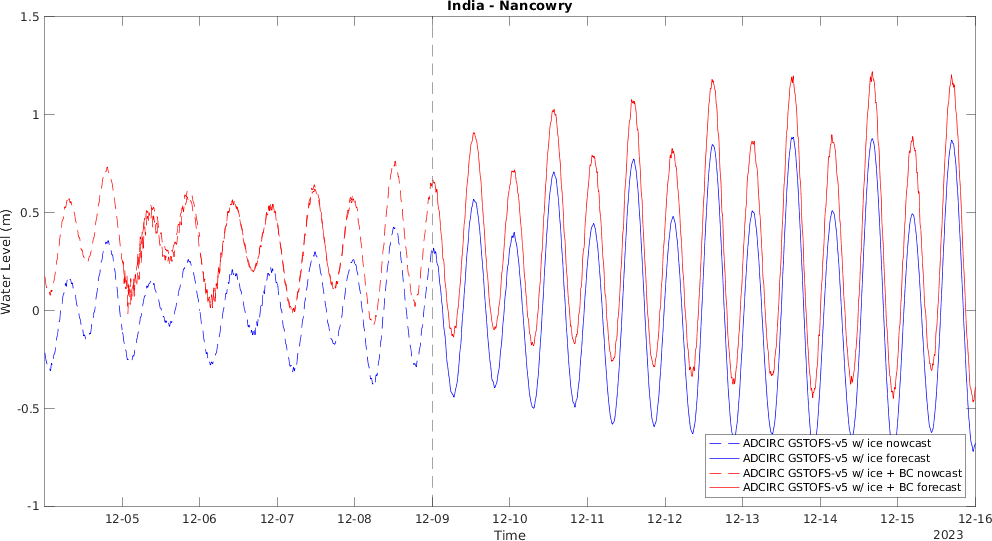 India - Nancowry
1.5
1
0.5
0
-0.5
-1
Water Level (m)
ADCIRC GSTOFS-v5 w/ ice nowcast
ADCIRC GSTOFS-v5 w/ ice forecast
ADCIRC GSTOFS-v5 w/ ice + BC nowcast
ADCIRC GSTOFS-v5 w/ ice + BC forecast
12-05 12-06 12-07 12-08 12-09 12-10 12-11 12-12 12-13 12-14 12-15 12-16
Time
2023